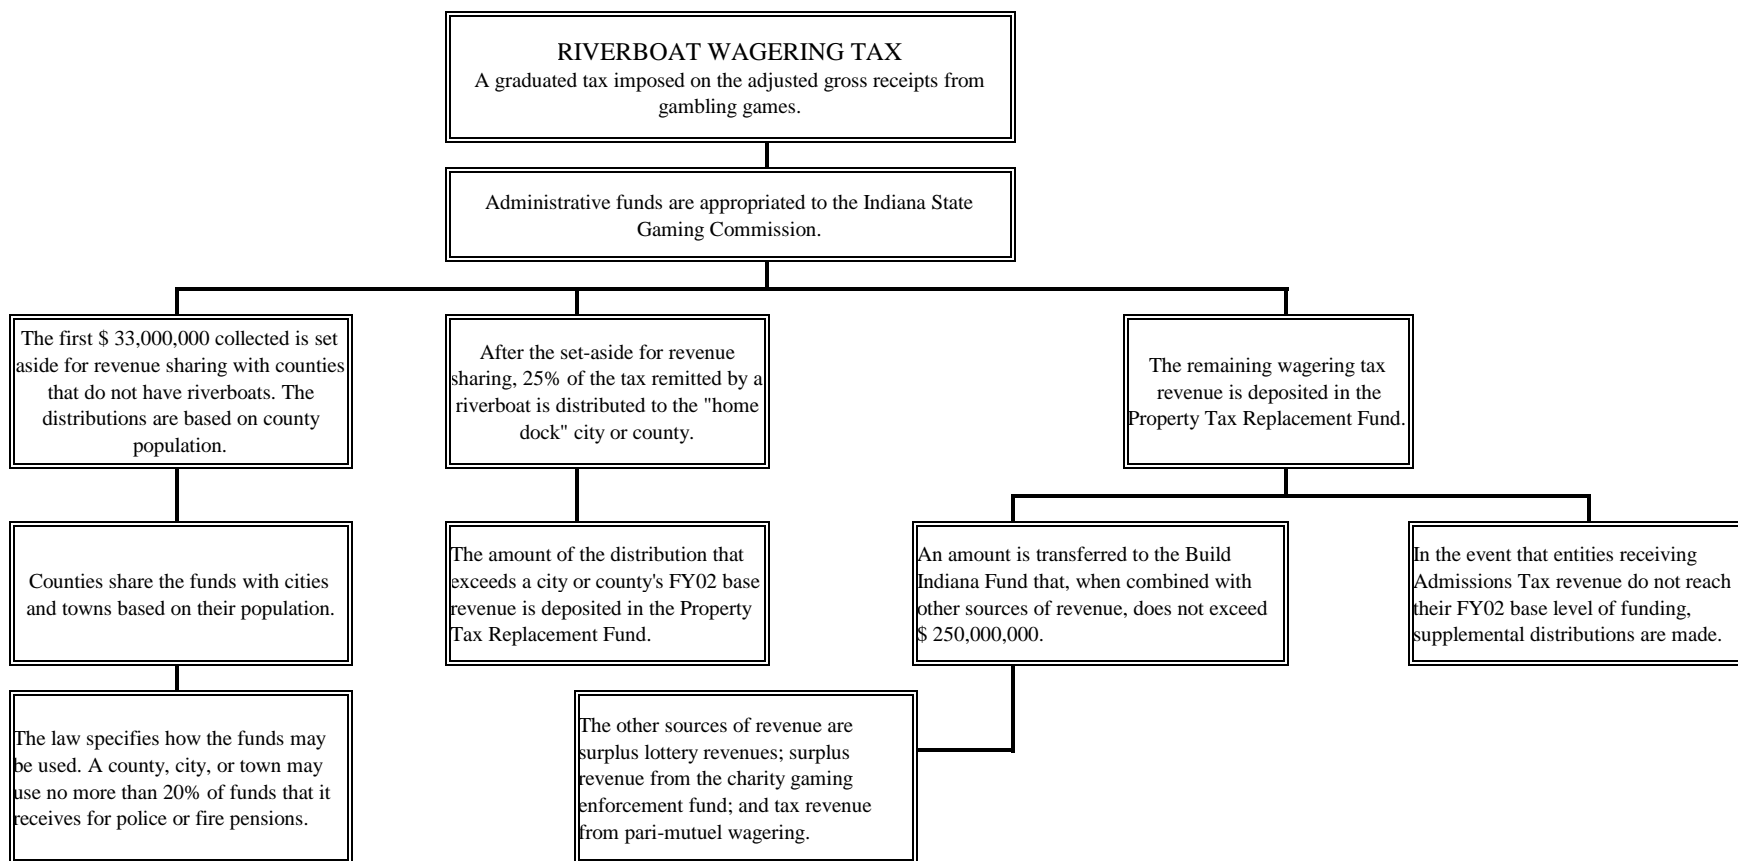 RIVERBOAT WAGERING TAX
A graduated tax imposed on the adjusted gross receipts from
gambling games.
Administrative funds are appropriated to the Indiana State
Gaming Commission.
The first $ 33,000,000 collected is set
aside for revenue sharing with counties
that do not have riverboats. The
distributions are based on county
population.
After the set-aside for revenue
sharing, 25% of the tax remitted by a
riverboat is distributed to the "home
dock" city or county.
The remaining wagering tax
revenue is deposited in the
Property Tax Replacement Fund.
Counties share the funds with cities
and towns based on their population.
The amount of the distribution that
exceeds a city or county's FY02 base
revenue is deposited in the Property
Tax Replacement Fund.
An amount is transferred to the Build
Indiana Fund that, when combined with
other sources of revenue, does not exceed
$ 250,000,000.
In the event that entities receiving
Admissions Tax revenue do not reach
their FY02 base level of funding,
supplemental distributions are made.
The law specifies how the funds may
be used. A county, city, or town may
use no more than 20% of funds that it
receives for police or fire pensions.
The other sources of revenue are
surplus lottery revenues; surplus
revenue from the charity gaming
enforcement fund; and tax revenue
from pari-mutuel wagering.